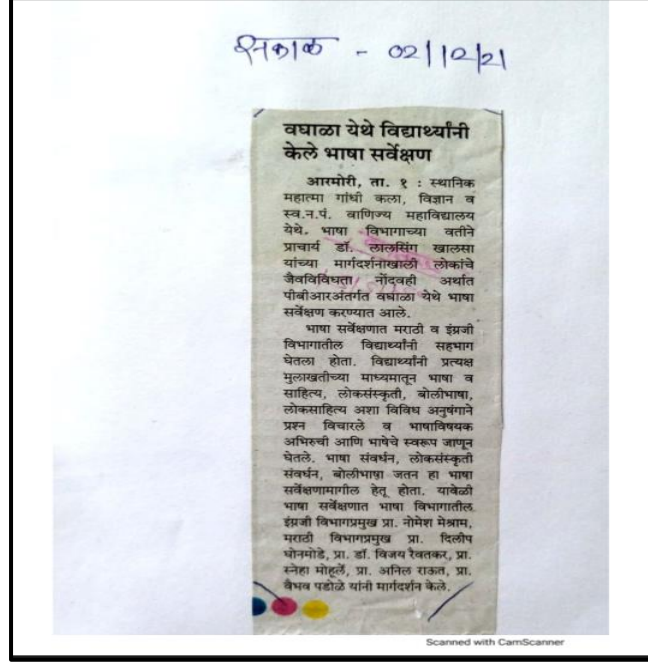 सकाळ - 02/12/21
वघाळा येथे विद्यार्थ्यांनी
केले भाषा सर्वेक्षण
आरमोरी, ता. १ : स्थानिक
महात्मा गांधी कला, विज्ञान व
स्व.न.पं. वाणिज्य महाविद्यालय
येथे. भाषा विभागाच्या वतीने
प्राचार्य डॉ. लालसिंग खालसा
यांच्या मार्गदर्शनाखाली लोकांचे
जैवविविधता नोंदवही अर्थात
पीबीआरअंतर्गत वघाळा येथे भाषा
सर्वेक्षण करण्यात आले.
भाषा सर्वेक्षणात मराठी व इंग्रजी
विभागातील विद्यार्थ्यांनी सहभाग
घेतला होता. विद्यार्थ्यांनी प्रत्यक्ष
मुलाखतीच्या माध्यमातून भाषा व
साहित्य, लोकसंस्कृती, बोलीभाषा,
लोकसाहित्य अशा विविध अनुषंगाने
प्रश्न विचारले व भाषाविषयक
अभिरुची आणि भाषेचे स्वरूप जाणून
घेतले. भाषा संवर्धन, लोकसंस्कृती
संवर्धन, बोलीभाषा जतन हा भाषा
सर्वेक्षणामागील हेतू होता. यावेळी
भाषा सर्वेक्षणात भाषा विभागातील
इंग्रजी विभागप्रमुख प्रा. नोमेश मेश्राम,
मराठी विभागप्रमुख प्रा. दिलीप
घोनमोडे, प्रा. डॉ. विजय रैवतकर, प्रा.
स्नेहा मोहुर्ले, प्रा. अनिल राऊत, प्रा.
वैभव पडोळे यांनी मार्गदर्शन केले.
Scanned with CamScanner